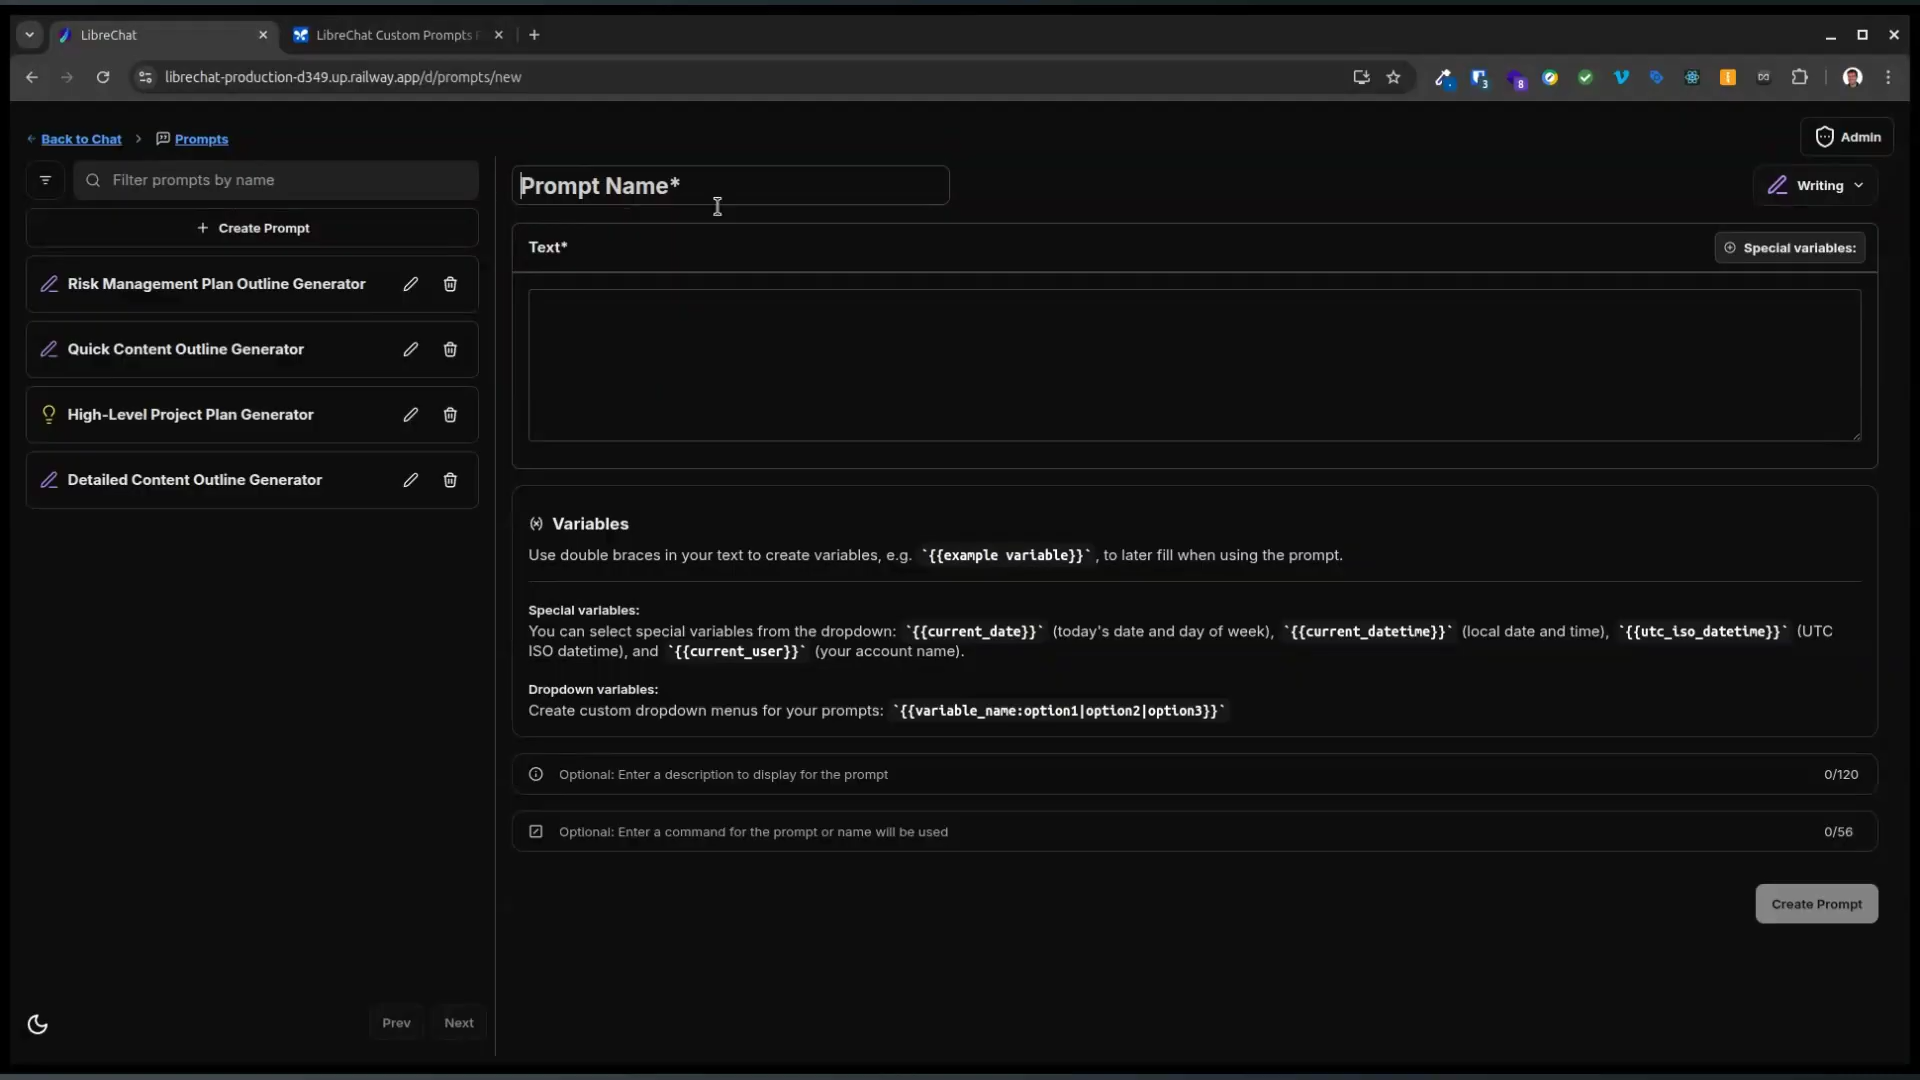 LibreChat
LibreChat Custom Prompts
librechat-production-d349.up.railway.app/d/prompts/new
3
8
Back to Chat
Prompts
Admin
Filter prompts by name
Prompt Name*
Writing
Create Prompt
Text*
Special variables:
Risk Management Plan Outline Generator
Quick Content Outline Generator
High-Level Project Plan Generator
Detailed Content Outline Generator
Variables
Use double braces in your text to create variables, e.g. `{{example variable}}`, to later fill when using the prompt.
Special variables:
You can select special variables from the dropdown: `{{current_date}}` (today's date and day of week), `{{current_datetime}}` (local date and time), `{{utc_iso_datetime}}` (UTC
ISO datetime), and `{{current_user}}` (your account name).
Dropdown variables:
Create custom dropdown menus for your prompts: `{{variable_name:option1|option2|option3}}`
Optional: Enter a description to display for the prompt
0/120
Optional: Enter a command for the prompt or name will be used
0/56
Create Prompt
Prev
Next